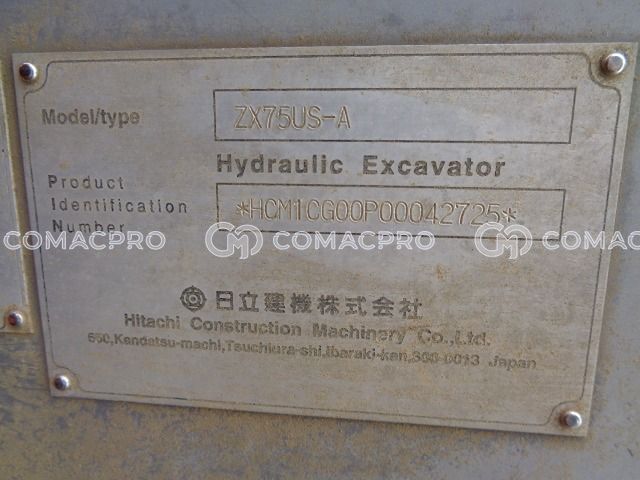 Model/type ZX75US-A
Hydraulic Excavator
Product
Identification
Number
*HCM1CG00P00042725*
COMACPRO COMACPRO COMACPRO
日立建機株式会社
Hitachi Construction Machinery Co.,Ltd.
650,Kandatsu-machi,Tsuchiura-shi,Ibaraki-ken,300-0013 Japan